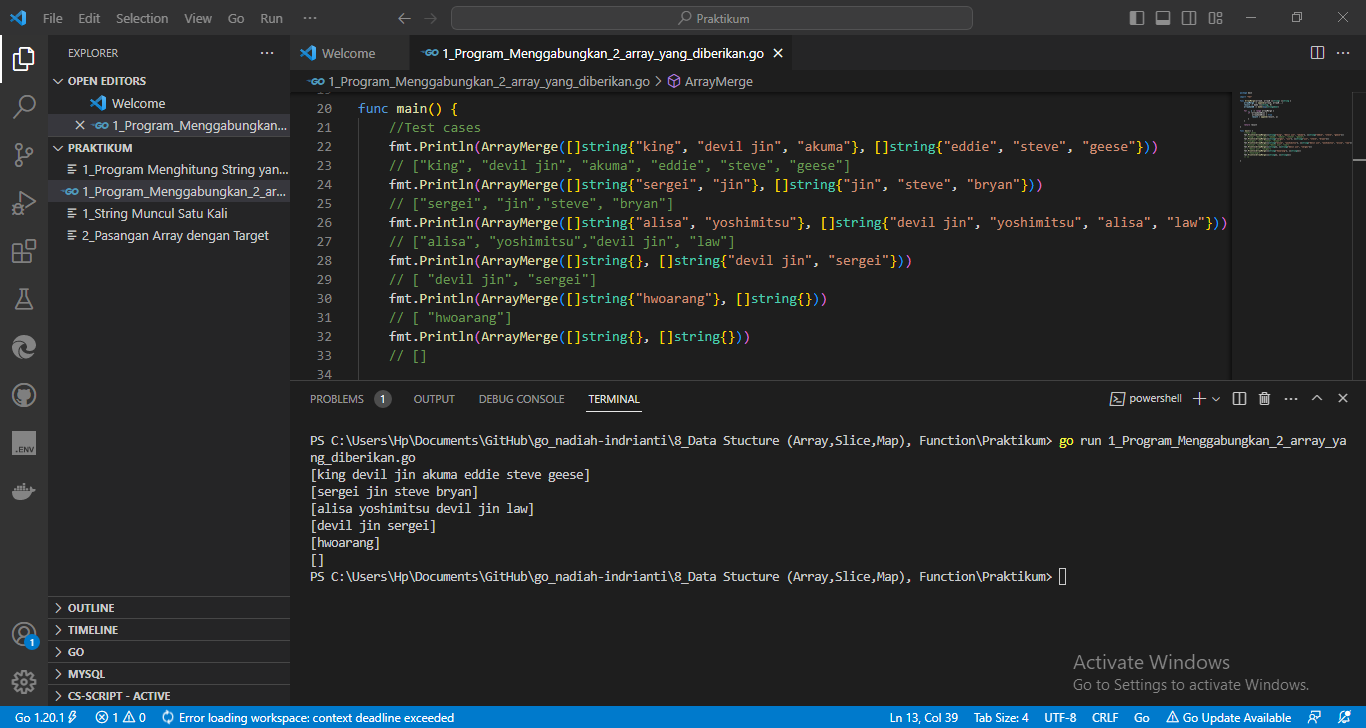 File Edit Selection View Go Run ··· Praktikum
EXPLORER ···
OPEN EDITORS
Welcome
1_Program_Menggabungkan...
PRAKTIKUM
1_Program Menghitung String yan...
1_Program_Menggabungkan_2_ar...
1_String Muncul Satu Kali
2_Pasangan Array dengan Target
OUTLINE
TIMELINE
GO
MYSQL
CS-SCRIPT - ACTIVE
.ENV
1
Welcome 1_Program_Menggabungkan_2_array_yang_diberikan.go
1_Program_Menggabungkan_2_array_yang_diberikan.go > ArrayMerge
20 func main() {
21 //Test cases
22 fmt.Println(ArrayMerge([]string{"king", "devil jin", "akuma"}, []string{"eddie", "steve", "geese"}))
23 // ["king", "devil jin", "akuma", "eddie", "steve", "geese"]
24 fmt.Println(ArrayMerge([]string{"sergei", "jin"}, []string{"jin", "steve", "bryan"}))
25 // ["sergei", "jin","steve", "bryan"]
26 fmt.Println(ArrayMerge([]string{"alisa", "yoshimitsu"}, []string{"devil jin", "yoshimitsu", "alisa", "law"}))
27 // ["alisa", "yoshimitsu","devil jin", "law"]
28 fmt.Println(ArrayMerge([]string{}, []string{"devil jin", "sergei"}))
29 // [ "devil jin", "sergei"]
30 fmt.Println(ArrayMerge([]string{"hwoarang"}, []string{}))
31 // [ "hwoarang"]
32 fmt.Println(ArrayMerge([]string{}, []string{}))
33 // []
34
PROBLEMS 1 OUTPUT DEBUG CONSOLE TERMINAL powershell
PS C:\Users\Hp\Documents\GitHub\go_nadiah-indrianti\8_Data Stucture (Array,Slice,Map), Function\Praktikum> go run 1_Program_Menggabungkan_2_array_ya
ng_diberikan.go
[king devil jin akuma eddie steve geese]
[sergei jin steve bryan]
[alisa yoshimitsu devil jin law]
[devil jin sergei]
[hwoarang]
[]
PS C:\Users\Hp\Documents\GitHub\go_nadiah-indrianti\8_Data Stucture (Array,Slice,Map), Function\Praktikum>
Activate Windows
Go to Settings to activate Windows.
Go 1.20.1 1 0 Error loading workspace: context deadline exceeded Ln 13, Col 39 Tab Size: 4 UTF-8 CRLF Go Go Update Available